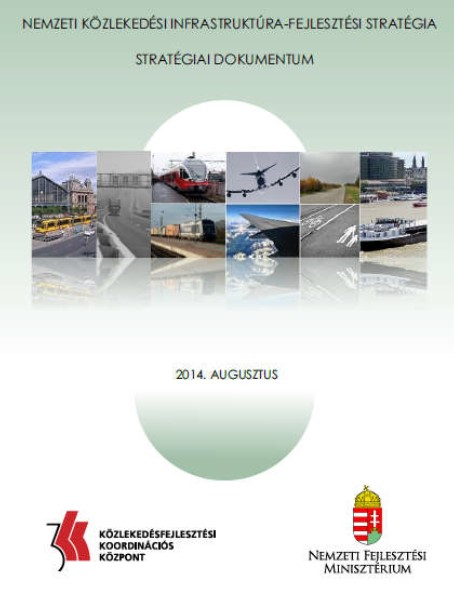 NEMZETI KÖZLEKEDÉSI INFRASTRUKTÚRA-FEJLESZTÉSI STRATÉGIA
STRATÉGIAI DOKUMENTUM
2014. AUGUSZTUS
KÖZLEKEDÉSFEJLESZTÉSI
KOORDINÁCIÓS
KÖZPONT
NEMZETI FEJLESZTÉSI
MINISZTÉRIUM